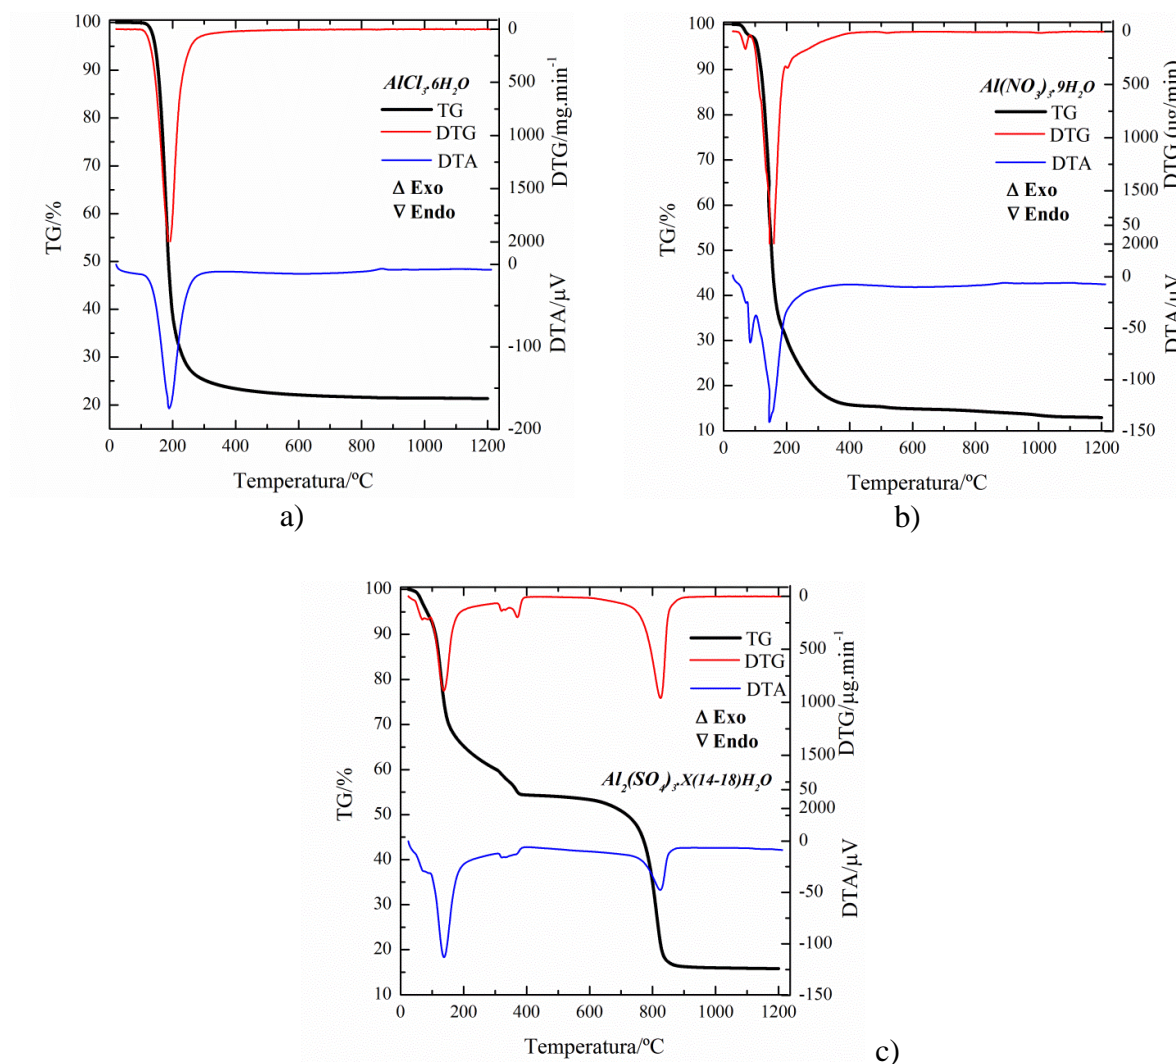 AlCl3.6H2O
TG
DTG
DTA
Δ Exo
∇ Endo
TG/%
100
90
80
70
60
50
40
30
20
0
500
1000
1500
2000
DTG/mg.min-1
0
-100
-200
DTA/μV
0 200 400 600 800 1000 1200
Temperatura/ºC
a)
Al(NO3)3.9H2O
TG
DTG
DTA
Δ Exo
∇ Endo
TG/%
100
90
80
70
60
50
40
30
20
10
0
500
1000
1500
50
2000
DTG (μg/min)
0
-50
-100
-150
DTA/μV
0 200 400 600 800 1000 1200
Temperatura/ºC
b)
TG
DTG
DTA
Δ Exo
∇ Endo
Al2(SO4)3.X(14-18)H2O
TG/%
100
90
80
70
60
50
40
30
20
10
0
500
1000
1500
50
2000
DTG/μg.min-1
0
-50
-100
-150
DTA/μV
0 200 400 600 800 1000 1200
Temperatura/ºC
c)